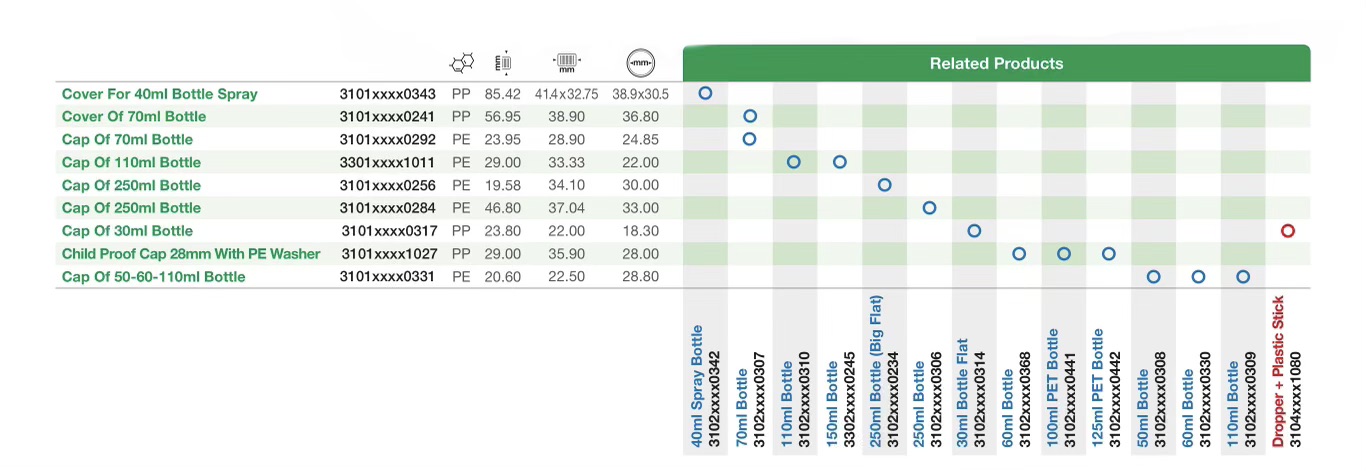 mm
mm
-mm-
Related Products
Cover For 40ml Bottle Spray 3101xxxx0343 PP 85.42 41.4x32.75 38.9x30.5
Cover Of 70ml Bottle 3101xxxx0241 PP 56.95 38.90 36.80
Cap Of 70ml Bottle 3101xxxx0292 PE 23.95 28.90 24.85
Cap Of 110ml Bottle 3301xxxx1011 PE 29.00 33.33 22.00
Cap Of 250ml Bottle 3101xxxx0256 PE 19.58 34.10 30.00
Cap Of 250ml Bottle 3101xxxx0284 PE 46.80 37.04 33.00
Cap Of 30ml Bottle 3101xxxx0317 PP 23.80 22.00 18.30
Child Proof Cap 28mm With PE Washer 3101xxxx1027 PP 29.00 35.90 28.00
Cap Of 50-60-110ml Bottle 3101xxxx0331 PE 20.60 22.50 28.80
40ml Spray Bottle
3102xxxx0342
70ml Bottle
3102xxxx0307
110ml Bottle
3102xxxx0310
150ml Bottle
3302xxxx0245
250ml Bottle (Big Flat)
3102xxxx0234
250ml Bottle
3102xxxx0306
30ml Bottle Flat
3102xxxx0314
60ml Bottle
3102xxxx0368
100ml PET Bottle
3102xxxx0441
125ml PET Bottle
3102xxxx0442
50ml Bottle
3102xxxx0308
60ml Bottle
3102xxxx0330
110ml Bottle
3102xxxx0309
Dropper + Plastic Stick
3104xxxx1080